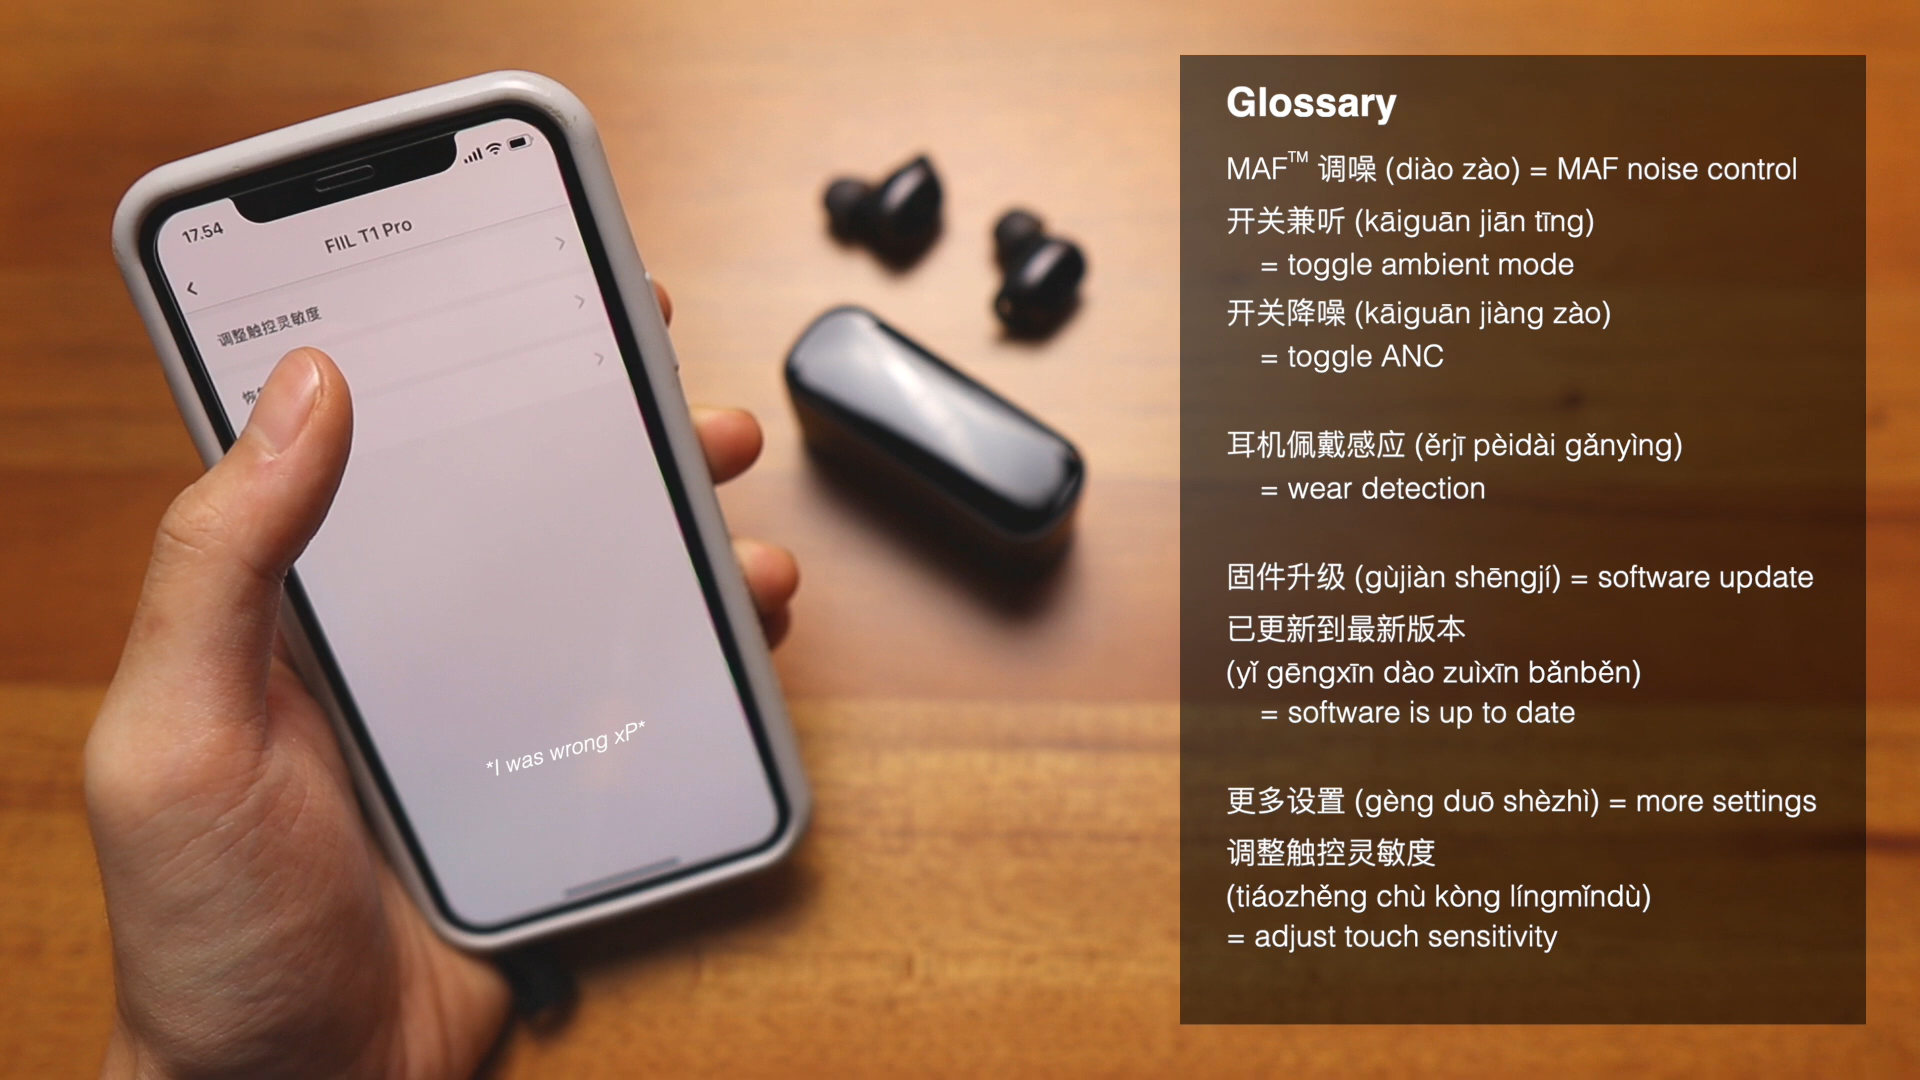 17.54
FIIL T1 Pro
调整触控灵敏度
*I was wrong xP*
Glossary
MAF™ 调噪 (diào zào) = MAF noise control
开关兼听 (kāiguān jiān tīng)
= toggle ambient mode
开关降噪 (kāiguān jiàng zào)
= toggle ANC
耳机佩戴感应 (ěrjī pèidài gǎnyìng)
= wear detection
固件升级 (gùjiàn shēngjí) = software update
已更新到最新版本
(yǐ gēngxīn dào zuìxīn bǎnběn)
= software is up to date
更多设置 (gèng duō shèzhì) = more settings
调整触控灵敏度
(tiáozhěng chù kòng língmǐndù)
= adjust touch sensitivity